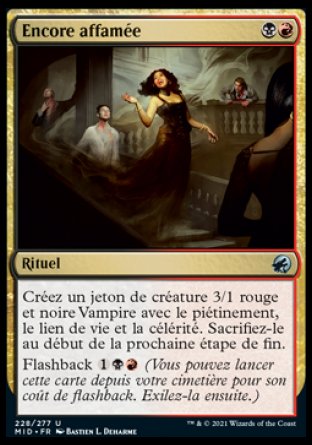 Encore affamée
Rituel
Créez un jeton de créature 3/1 rouge
et noire Vampire avec le piétinement,
le lien de vie et la célérité. Sacrifiez-le
au début de la prochaine étape de fin.
Flashback 1 (Vous pouvez lancer
cette carte depuis votre cimetière pour son
coût de flashback. Exilez-la ensuite.)
228/277 U
MID • FR Bastien L. Deharme
™ & © 2021 Wizards of the Coast